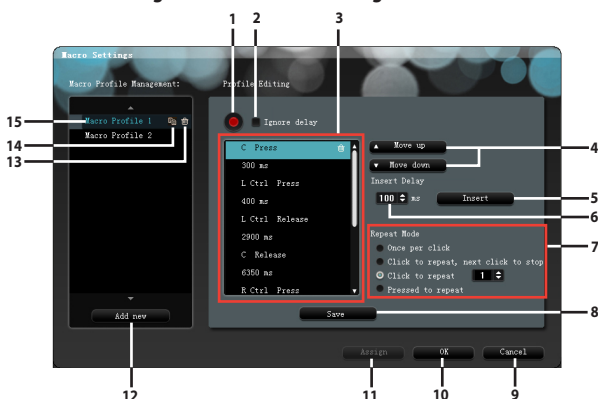 1 2 3
Macro Settings
Macro Profile Management:
Profile Editing
Ignore delay
15 Macro Profile 1
Macro Profile 2
14
13
C Press
300 ms
L Ctrl Press
400 ms
L Ctrl Release
2900 ms
C Release
6350 ms
R Ctrl Press
Move up
Move down
4
Insert Delay
100 ms Insert
5
6
Repeat Mode
Once per click
7
Click to repeat, next click to stop
Click to repeat 1
Pressed to repeat
Add new
Save
8
Assign OK Cancel
12 11 10 9